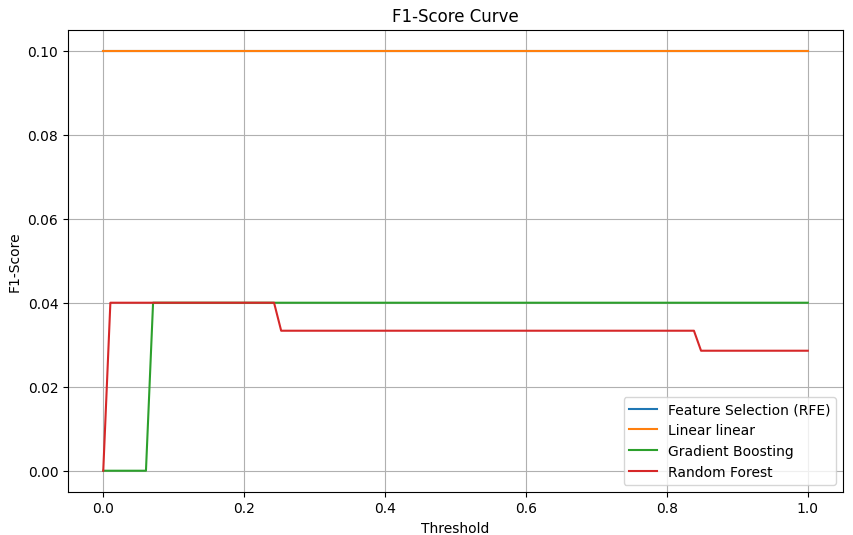 F1-Score Curve
F1-Score
0.10
0.08
0.06
0.04
0.02
0.00
0.0 0.2 0.4 0.6 0.8 1.0
Threshold
Feature Selection (RFE)
Linear linear
Gradient Boosting
Random Forest